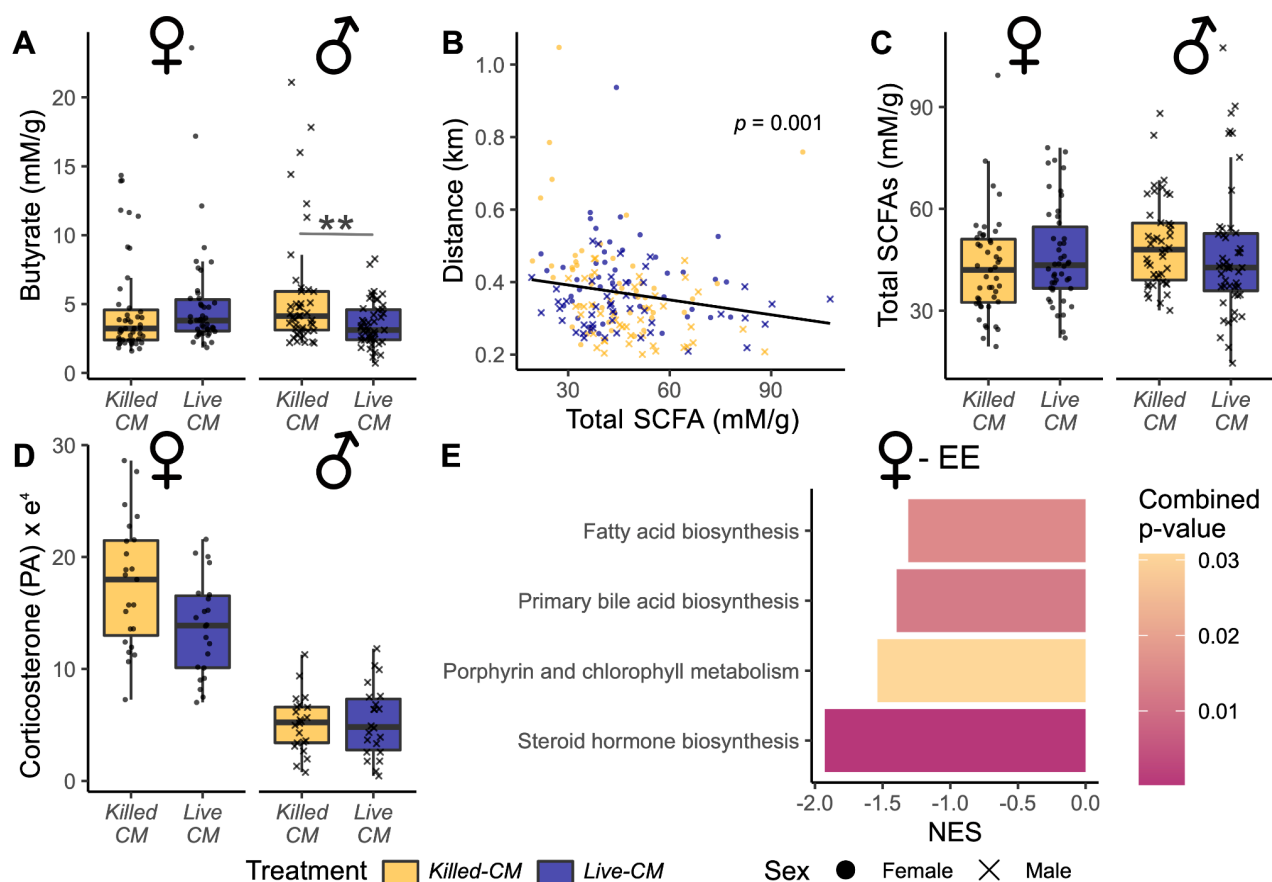 A
♀
♂
Butyrate (mM/g)
20
15
10
5
0
**
Killed
CM
Live
CM
Killed
CM
Live
CM
B
Distance (km)
1.0
0.8
0.6
0.4
0.2
p = 0.001
30
60
90
Total SCFA (mM/g)
C
♀
♂
Total SCFAs (mM/g)
90
60
30
Killed
CM
Live
CM
Killed
CM
Live
CM
D
♀
♂
Corticosterone (PA) x e⁴
30
20
10
0
Killed
CM
Live
CM
Killed
CM
Live
CM
E
♀- EE
Fatty acid biosynthesis
Primary bile acid biosynthesis
Porphyrin and chlorophyll metabolism
Steroid hormone biosynthesis
-2.0
-1.5
-1.0
-0.5
0.0
NES
Combined
p-value
0.03
0.02
0.01
Treatment Killed-CM Live-CM
Sex Female Male